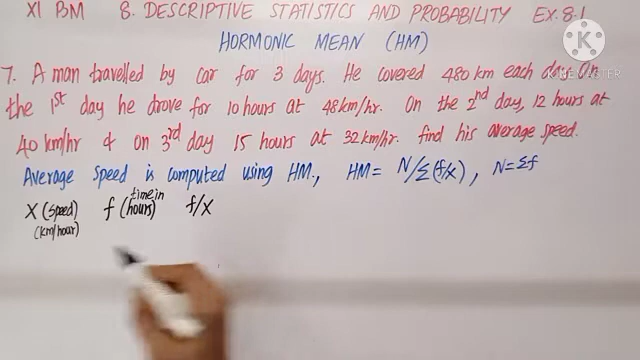 XI BM 8. DESCRIPTIVE STATISTICS AND PROBABILITY EX.8.1
HORMONIC MEAN (HM)
7. A man travelled by car for 3 days. He covered 480 km each day. On
the 1st day he drove for 10 hours at 48km/hr. On the 2nd day, 12 hours at
40 km/hr & on 3rd day 15 hours at 32 km/hr. find his average speed.
Average speed is computed using HM., HM = N/Σ(f/x), N=Σf
X (speed) f (time in hours) f/X
(km/hour)
KINEMASTER